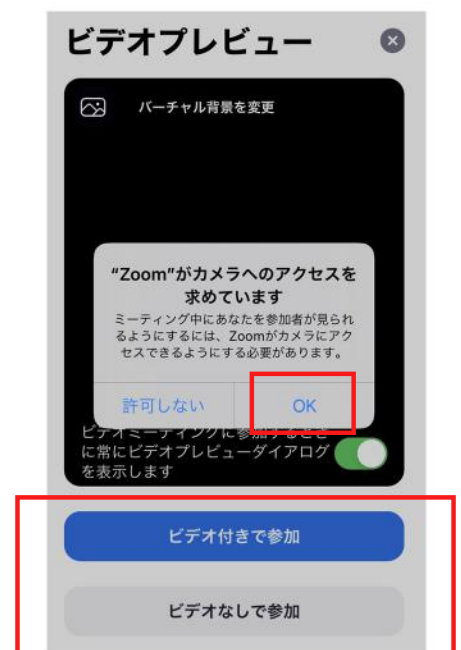 ビデオプレビュー
バーチャル背景を変更
“Zoom”がカメラへのアクセスを
求めています
ミーティング中にあなたを参加者が見られ
るようにするには、Zoomがカメラにアク
セスできるようにする必要があります。
許可しない
OK
ビデオミーティングに参加するとき
に常にビデオプレビューダイアログ
を表示します
ビデオ付きで参加
ビデオなしで参加